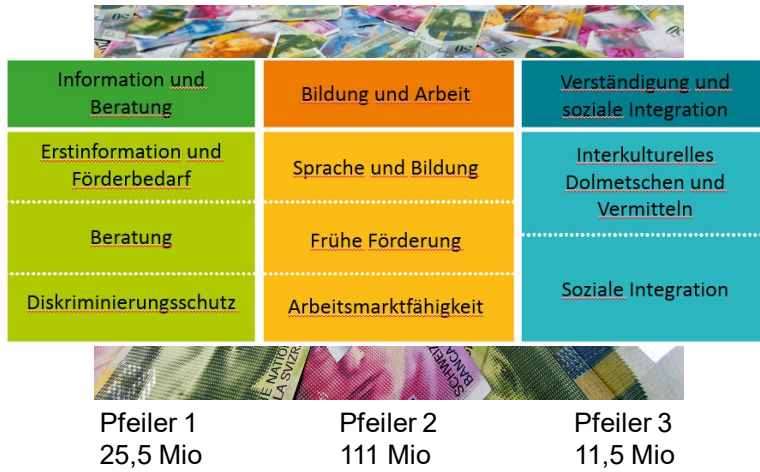 Information und
Beratung
Bildung und Arbeit
Verständigung und
soziale Integration
Erstinformation und
Förderbedarf
Sprache und Bildung
Interkulturelles
Dolmetschen und
Vermitteln
Beratung
Frühe Förderung
Soziale Integration
Diskriminierungsschutz
Arbeitsmarktfähigkeit
Pfeiler 1
25,5 Mio
Pfeiler 2
111 Mio
Pfeiler 3
11,5 Mio